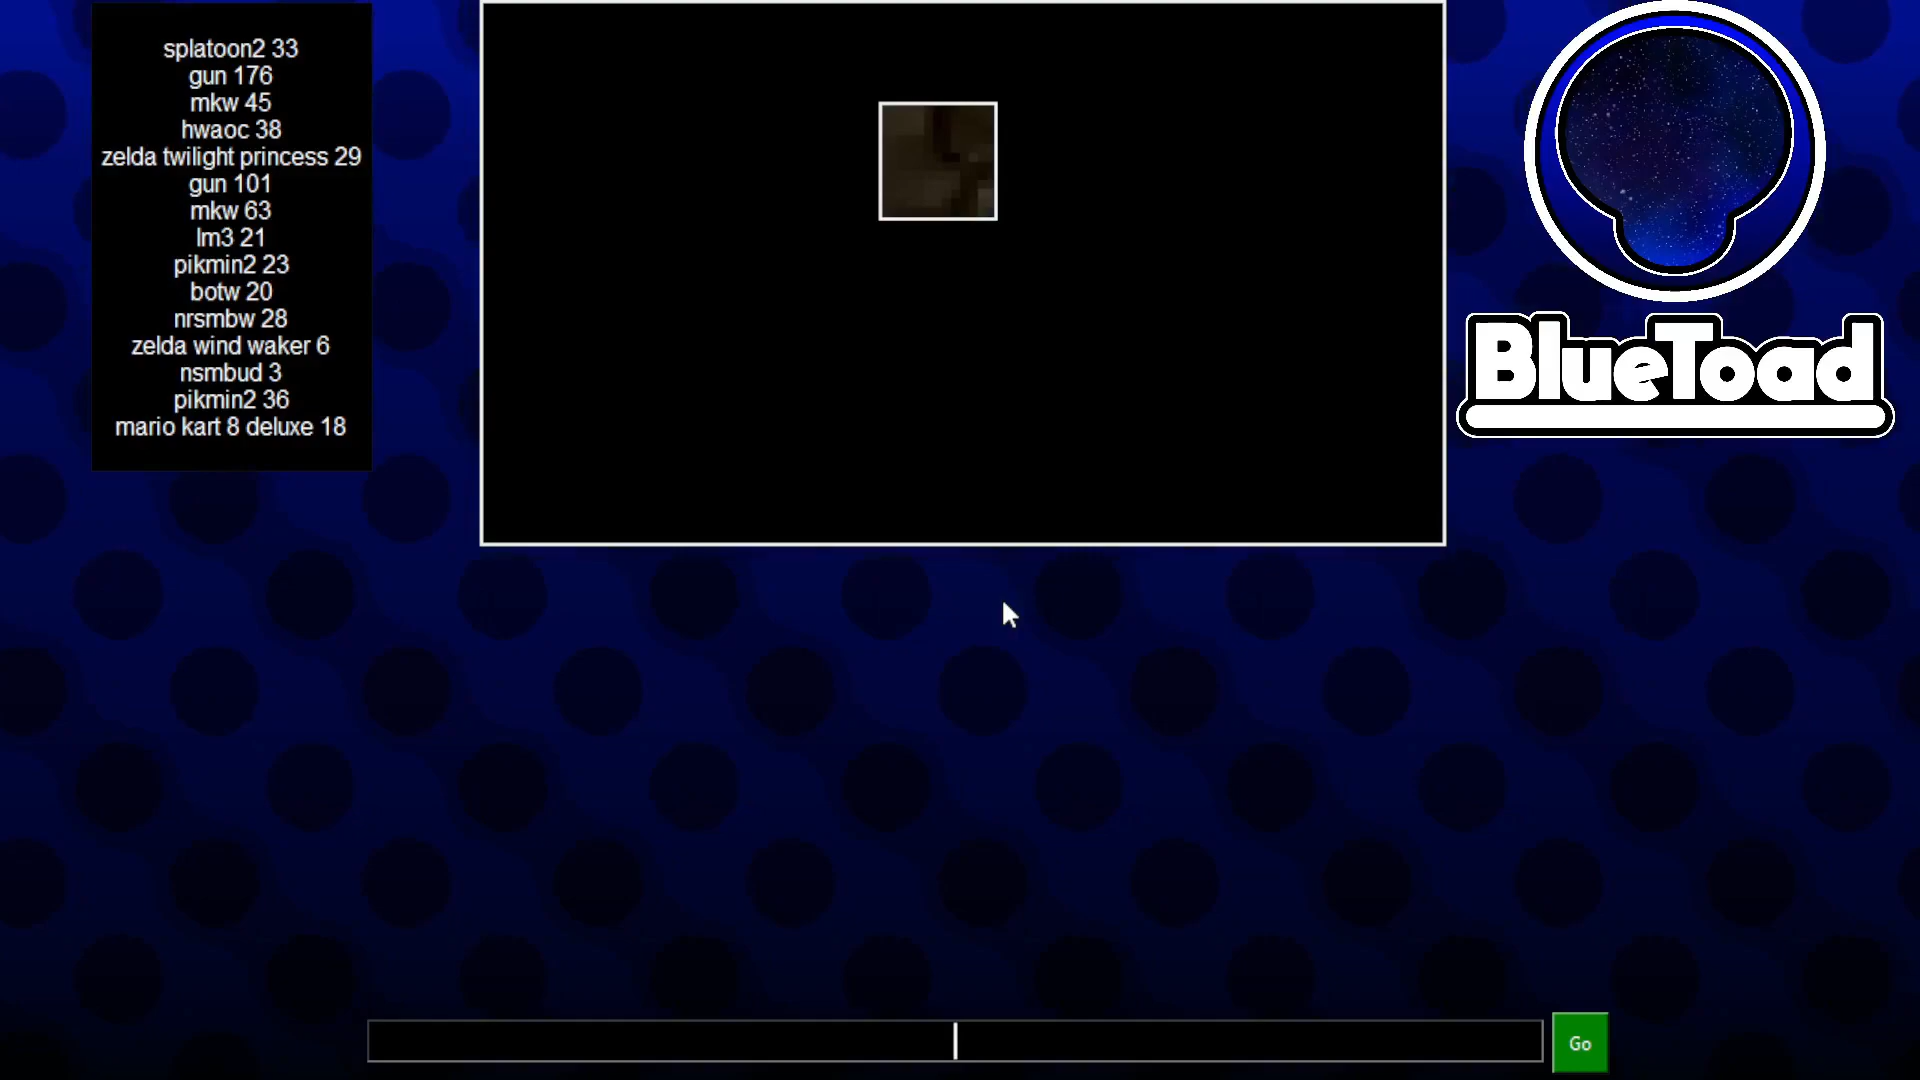 splatoon2 33
gun 176
mkw 45
hwaoc 38
zelda twilight princess 29
gun 101
mkw 63
lm3 21
pikmin2 23
botw 20
nrsmbw 28
zelda wind waker 6
nsmbud 3
pikmin2 36
mario kart 8 deluxe 18
BlueToad
Go